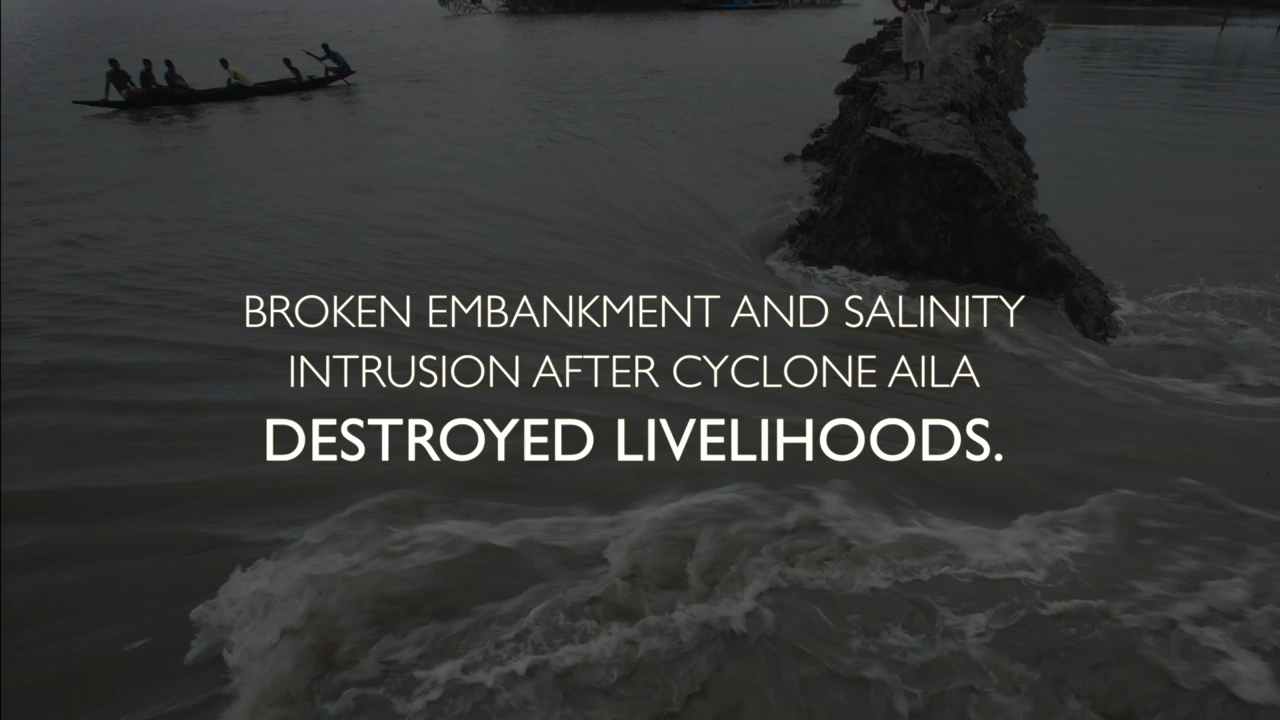 BROKEN EMBANKMENT AND SALINITY
INTRUSION AFTER CYCLONE AILA
DESTROYED LIVELIHOODS.